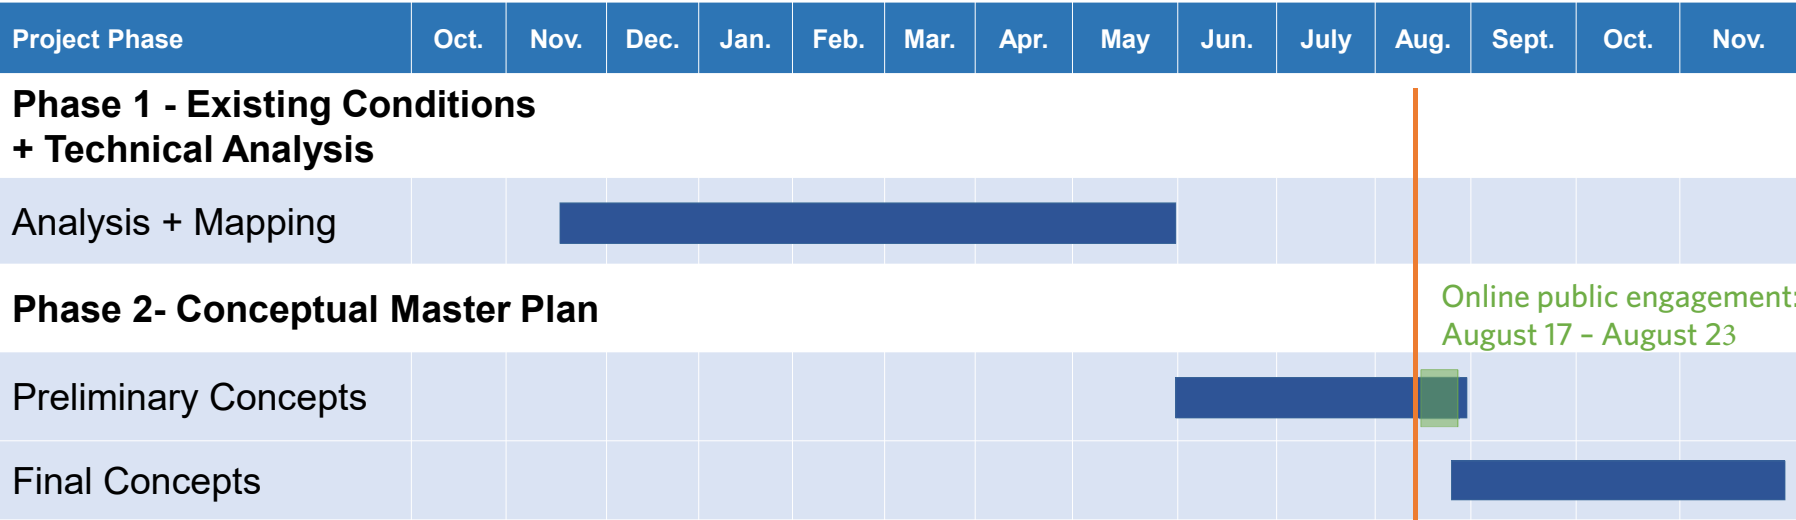 Project Phase Oct. Nov. Dec. Jan. Feb. Mar. Apr. May Jun. July Aug. Sept. Oct. Nov.
Phase 1 - Existing Conditions
+ Technical Analysis
Analysis + Mapping
Phase 2- Conceptual Master Plan
Online public engagement:
August 17 – August 23
Preliminary Concepts
Final Concepts